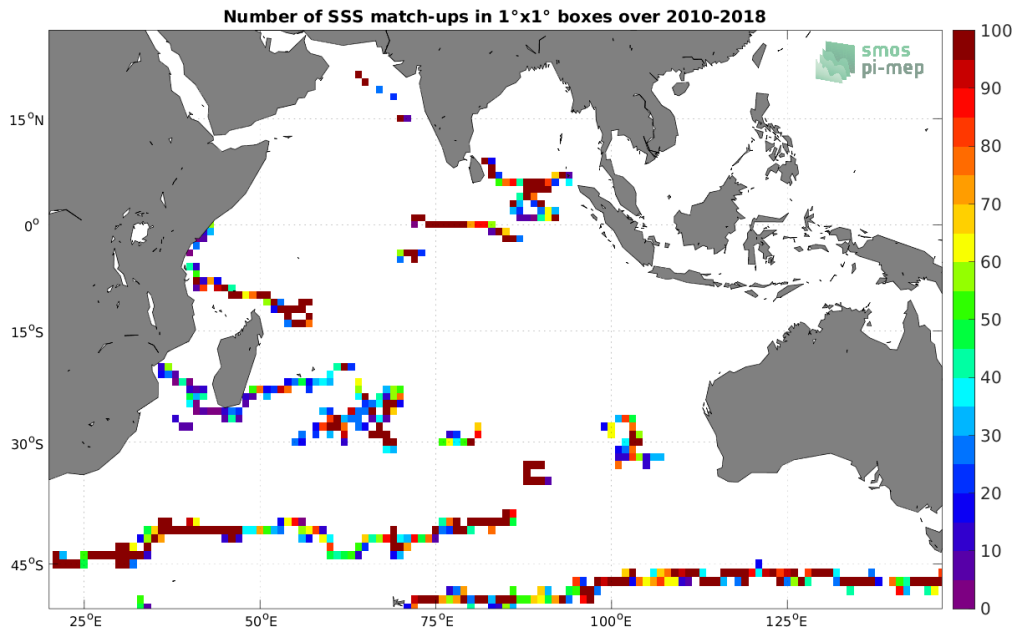 Number of SSS match-ups in 1°x1° boxes over 2010-2018
smos
pi-mep
100
90
80
70
60
50
40
30
20
10
0
15°N
0°
15°S
30°S
45°S
25°E
50°E
75°E
100°E
125°E